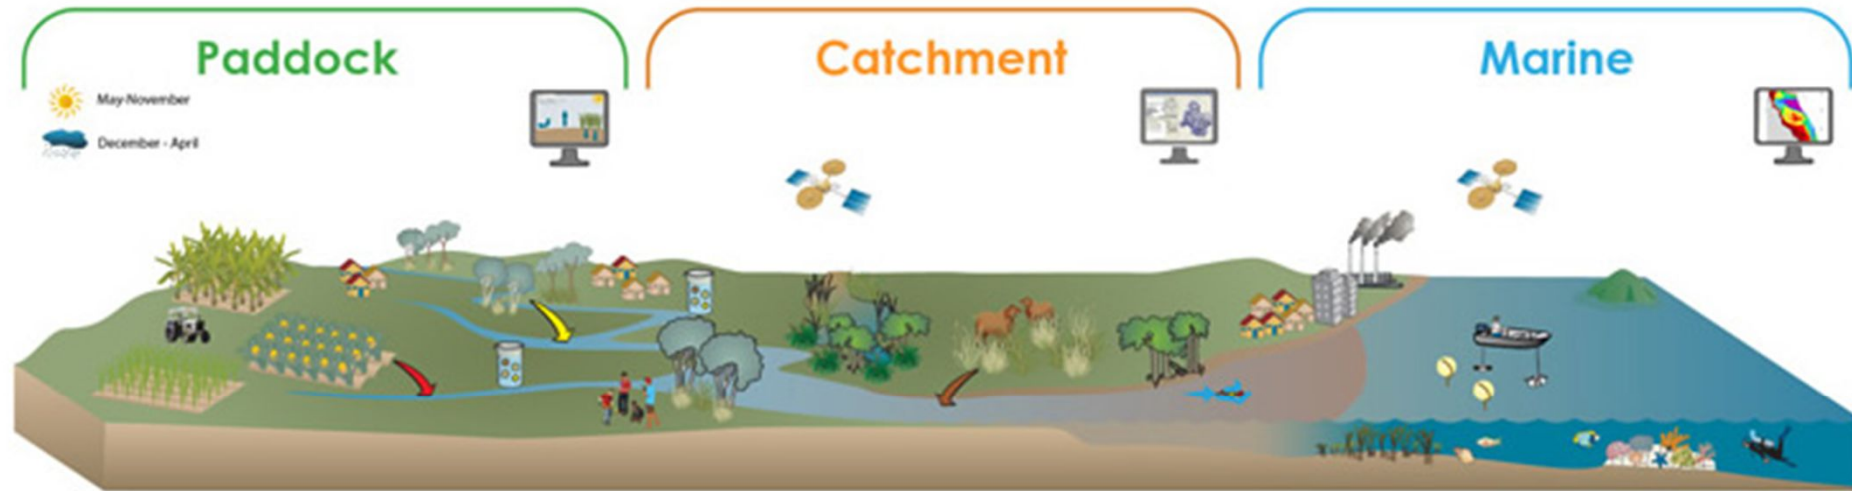 Paddock
Catchment
Marine
May-November
December - April